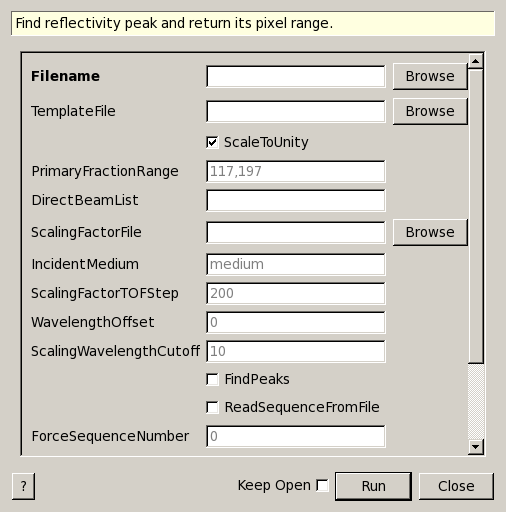 Find reflectivity peak and return its pixel range.
Filename Browse
TemplateFile Browse
ScaleToUnity
PrimaryFractionRange 117,197
DirectBeamList
ScalingFactorFile Browse
IncidentMedium medium
ScalingFactorTOFStep 200
WavelengthOffset 0
ScalingWavelengthCutoff 10
FindPeaks
ReadSequenceFromFile
ForceSequenceNumber 0
? Keep Open Run Close